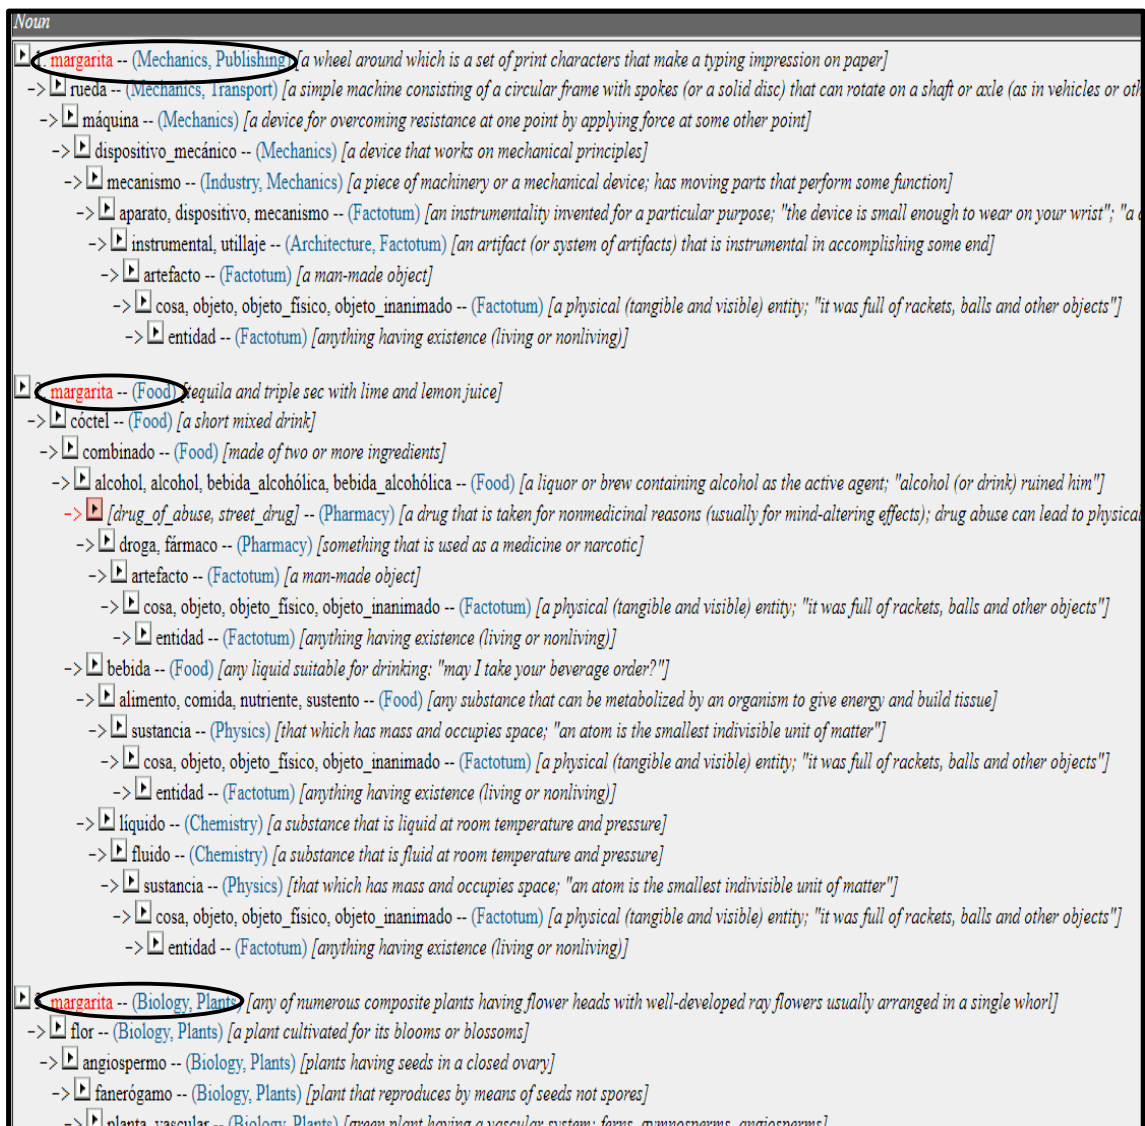 Noun
1. margarita -- (Mechanics, Publishing) [a wheel around which is a set of print characters that make a typing impression on paper]
-> rueda -- (Mechanics, Transport) [a simple machine consisting of a circular frame with spokes (or a solid disc) that can rotate on a shaft or axle (as in vehicles or oth
-> máquina -- (Mechanics) [a device for overcoming resistance at one point by applying force at some other point]
-> dispositivo_mecánico -- (Mechanics) [a device that works on mechanical principles]
-> mecanismo -- (Industry, Mechanics) [a piece of machinery or a mechanical device; has moving parts that perform some function]
-> aparato, dispositivo, mecanismo -- (Factotum) [an instrumentality invented for a particular purpose; "the device is small enough to wear on your wrist"; "a
-> instrumental, utillaje -- (Architecture, Factotum) [an artifact (or system of artifacts) that is instrumental in accomplishing some end]
-> artefacto -- (Factotum) [a man-made object]
-> cosa, objeto, objeto_físico, objeto_inanimado -- (Factotum) [a physical (tangible and visible) entity; "it was full of rackets, balls and other objects"]
-> entidad -- (Factotum) [anything having existence (living or nonliving)]
margarita -- (Food) [tequila and triple sec with lime and lemon juice]
-> cóctel -- (Food) [a short mixed drink]
-> combinado -- (Food) [made of two or more ingredients]
-> alcohol, alcohol, bebida_alcohólica, bebida_alcohólica -- (Food) [a liquor or brew containing alcohol as the active agent; "alcohol (or drink) ruined him"]
-> [drug_of_abuse, street_drug] -- (Pharmacy) [a drug that is taken for nonmedicinal reasons (usually for mind-altering effects); drug abuse can lead to physical
-> droga, fármaco -- (Pharmacy) [something that is used as a medicine or narcotic]
-> artefacto -- (Factotum) [a man-made object]
-> cosa, objeto, objeto_físico, objeto_inanimado -- (Factotum) [a physical (tangible and visible) entity; "it was full of rackets, balls and other objects"]
-> entidad -- (Factotum) [anything having existence (living or nonliving)]
-> bebida -- (Food) [any liquid suitable for drinking: "may I take your beverage order?"]
-> alimento, comida, nutriente, sustento -- (Food) [any substance that can be metabolized by an organism to give energy and build tissue]
-> sustancia -- (Physics) [that which has mass and occupies space; "an atom is the smallest indivisible unit of matter"]
-> cosa, objeto, objeto_físico, objeto_inanimado -- (Factotum) [a physical (tangible and visible) entity; "it was full of rackets, balls and other objects"]
-> entidad -- (Factotum) [anything having existence (living or nonliving)]
-> líquido -- (Chemistry) [a substance that is liquid at room temperature and pressure]
-> fluido -- (Chemistry) [a substance that is fluid at room temperature and pressure]
-> sustancia -- (Physics) [that which has mass and occupies space; "an atom is the smallest indivisible unit of matter"]
-> cosa, objeto, objeto_físico, objeto_inanimado -- (Factotum) [a physical (tangible and visible) entity; "it was full of rackets, balls and other objects"]
-> entidad -- (Factotum) [anything having existence (living or nonliving)]
margarita -- (Biology, Plants) [any of numerous composite plants having flower heads with well-developed ray flowers usually arranged in a single whorl]
-> flor -- (Biology, Plants) [a plant cultivated for its blooms or blossoms]
-> angiospermo -- (Biology, Plants) [plants having seeds in a closed ovary]
-> fanerógamo -- (Biology, Plants) [plant that reproduces by means of seeds not spores]
-> planta_vascular -- (Biology, Plants) [green plant having a vascular system: ferns, gymnosperms, angiosperms]